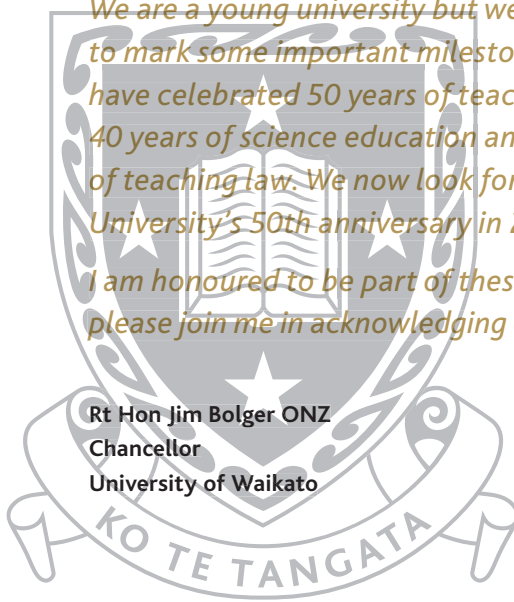 We are a young university but we
to mark some important milesto
have celebrated 50 years of teac
40 years of science education an
of teaching law. We now look for
University's 50th anniversary in 2
I am honoured to be part of thes
please join me in acknowledging
Rt Hon Jim Bolger ONZ
Chancellor
University of Waikato
KO TE TANGATA